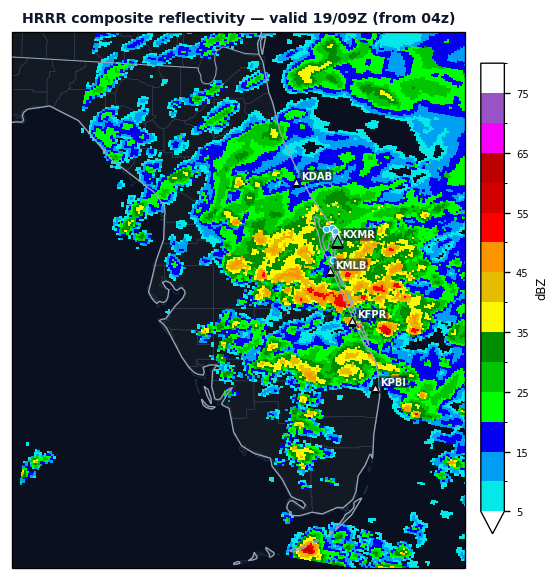 HRRR composite reflectivity — valid 19/09Z (from 04z)
KDAB
KXMR
KMLB
KFPR
KPBI
75
65
55
45
35
25
15
5
dBZ